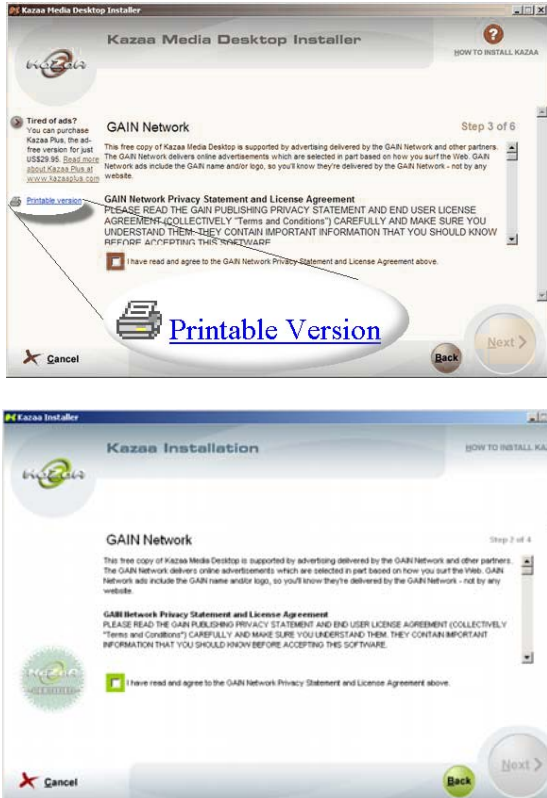 Kazaa Media Desktop Installer
Kazaa Media Desktop Installer
HOW TO INSTALL KAZAA
KaZaA
Tired of ads?
You can purchase
Kazaa Plus, the ad-
free version for just
US$29.95. Read more
about Kazaa Plus at
www.kazaaplus.com
Printable version
GAIN Network
Step 3 of 6
This free copy of Kazaa Media Desktop is supported by advertising delivered by the GAIN Network and other partners.
The GAIN Network delivers online advertisements which are selected in part based on how you surf the Web. GAIN
Network ads include the GAIN name and/or logo, so you'll know they're delivered by the GAIN Network - not by any
website.
GAIN Network Privacy Statement and License Agreement
PLEASE READ THE GAIN PUBLISHING PRIVACY STATEMENT AND END USER LICENSE
AGREEMENT (COLLECTIVELY "Terms and Conditions") CAREFULLY AND MAKE SURE YOU
UNDERSTAND THEM. THEY CONTAIN IMPORTANT INFORMATION THAT YOU SHOULD KNOW
BEFORE ACCEPTING THIS SOFTWARE
I have read and agree to the GAIN Network Privacy Statement and License Agreement above.
Printable Version
Cancel
Back
Next
Kazaa Installer
Kazaa Installation
HOW TO INSTALL KA
KaZaA
GAIN Network
Step 2 of 4
This free copy of Kazaa Media Desktop is supported by advertising delivered by the GAIN Network and other partners.
The GAIN Network delivers online advertisements which are selected in part based on how you surf the Web. GAIN
Network ads include the GAIN name and/or logo, so you'll know they're delivered by the GAIN Network - not by any
website.
GAIN Network Privacy Statement and License Agreement
PLEASE READ THE GAIN PUBLISHING PRIVACY STATEMENT AND END USER LICENSE AGREEMENT (COLLECTIVELY
"Terms and Conditions") CAREFULLY AND MAKE SURE YOU UNDERSTAND THEM. THEY CONTAIN IMPORTANT
INFORMATION THAT YOU SHOULD KNOW BEFORE ACCEPTING THIS SOFTWARE.
KaZaA
CERTIFIED
I have read and agree to the GAIN Network Privacy Statement and License Agreement above.
Cancel
Back
Next